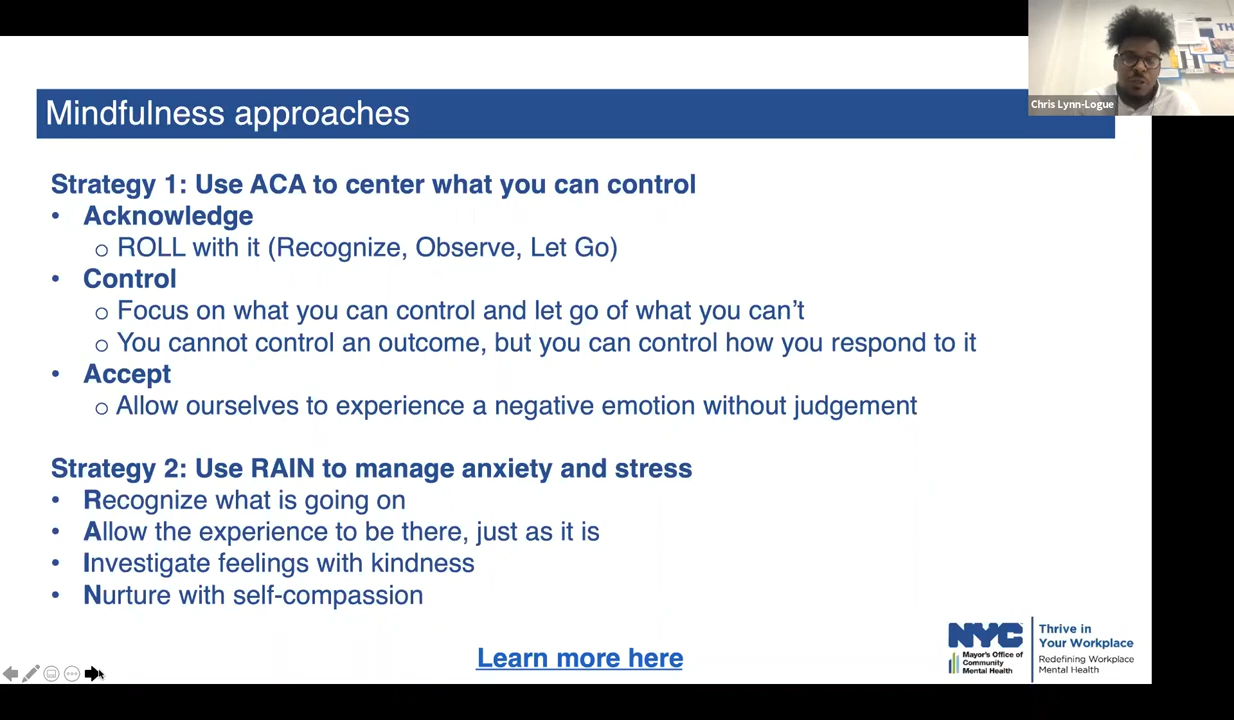 Mindfulness approaches
TH
Chris Lynn-Logue
Strategy 1: Use ACA to center what you can control
• Acknowledge
o ROLL with it (Recognize, Observe, Let Go)
• Control
o Focus on what you can control and let go of what you can’t
o You cannot control an outcome, but you can control how you respond to it
• Accept
o Allow ourselves to experience a negative emotion without judgement
Strategy 2: Use RAIN to manage anxiety and stress
• Recognize what is going on
• Allow the experience to be there, just as it is
• Investigate feelings with kindness
• Nurture with self-compassion
Learn more here
NYC
Mayor's Office of
Community
Mental Health
Thrive in
Your Workplace
Redefining Workplace
Mental Health